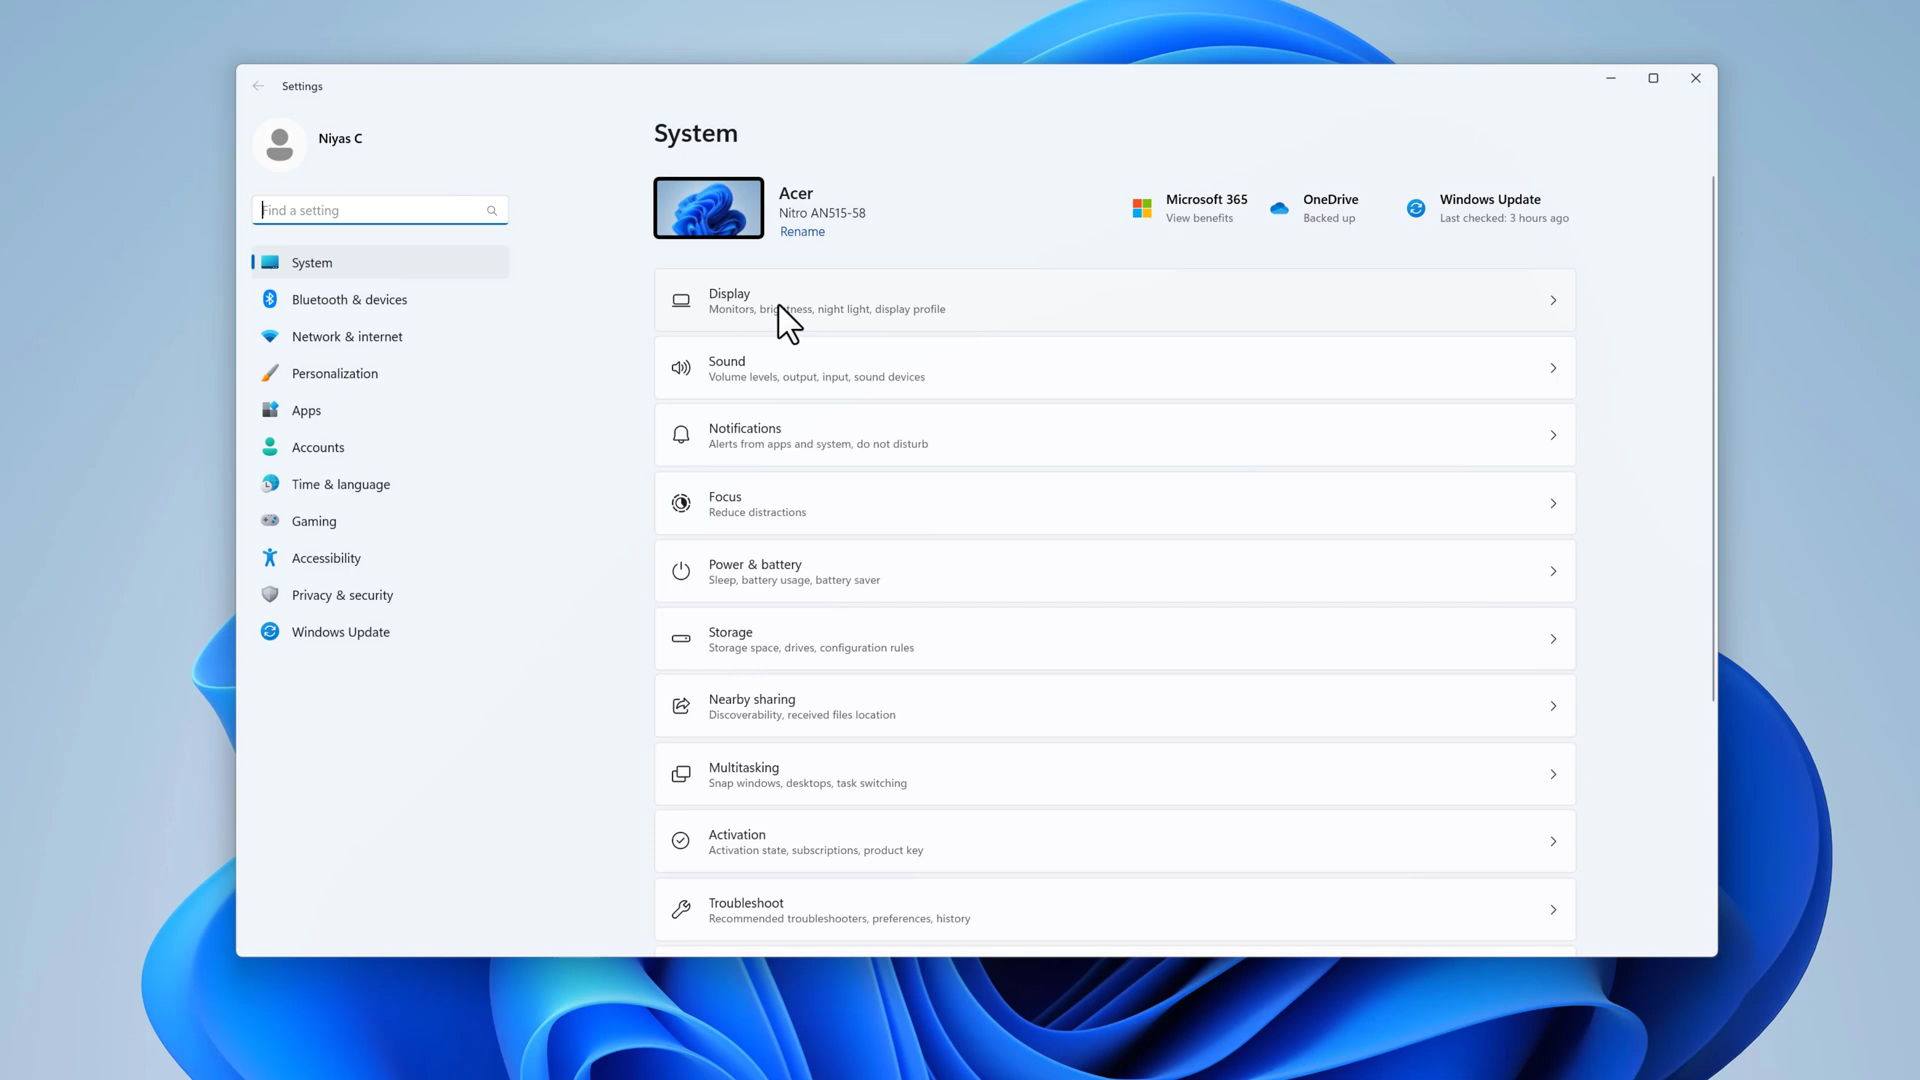 Settings
Niyas C
Find a setting
System
Bluetooth & devices
Network & internet
Personalization
Apps
Accounts
Time & language
Gaming
Accessibility
Privacy & security
Windows Update
System
Acer
Nitro AN515-58
Rename
Microsoft 365
View benefits
OneDrive
Backed up
Windows Update
Last checked: 3 hours ago
Display
Monitors, brightness, night light, display profile
Sound
Volume levels, output, input, sound devices
Notifications
Alerts from apps and system, do not disturb
Focus
Reduce distractions
Power & battery
Sleep, battery usage, battery saver
Storage
Storage space, drives, configuration rules
Nearby sharing
Discoverability, received files location
Multitasking
Snap windows, desktops, task switching
Activation
Activation state, subscriptions, product key
Troubleshoot
Recommended troubleshooters, preferences, history